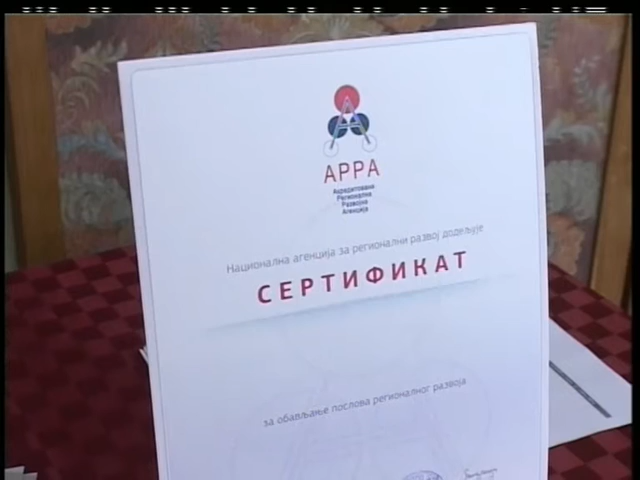 АРРА
Акредитована
Регионална
Развојна
Агенција
Национална агенција за регионални развој додељује
СЕРТИФИКАТ
за обављање послова регионалног развоја